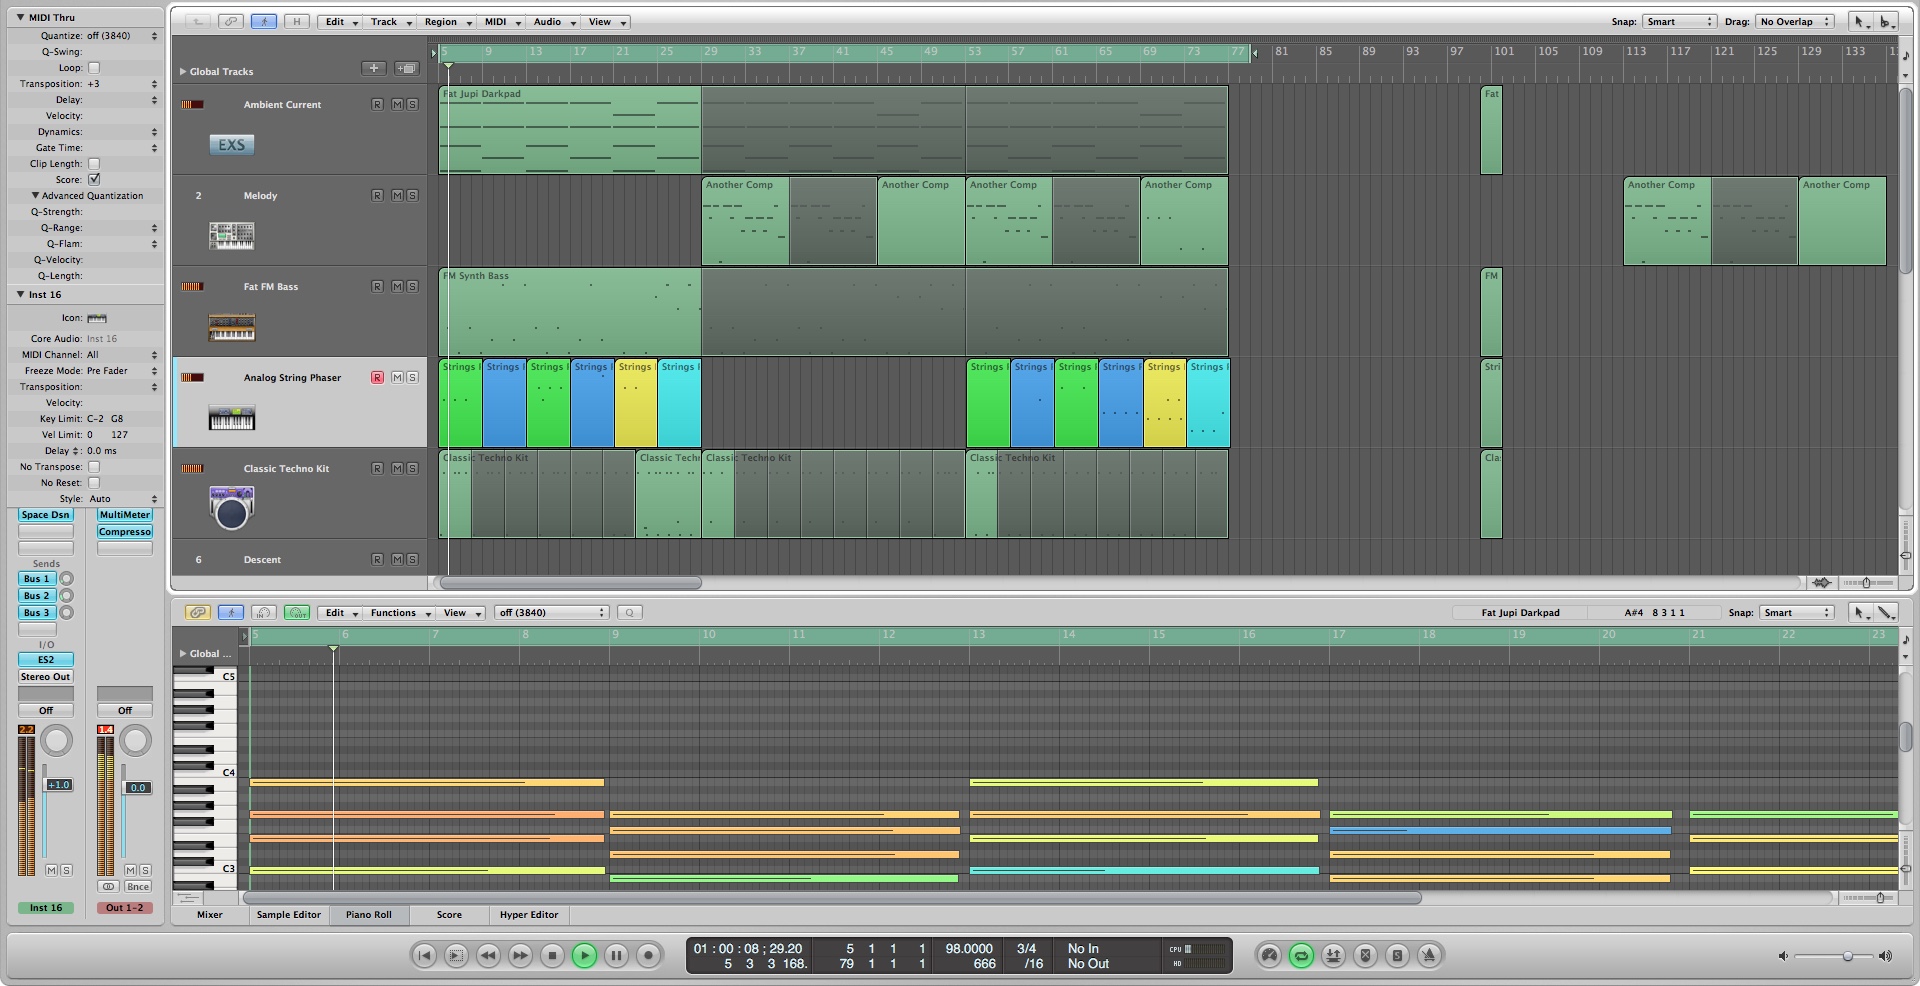 MIDI Thru
Quantize: off (3840)
Q-Swing:
Loop:
Transposition: +3
Delay:
Velocity:
Dynamics:
Gate Time:
Clip Length:
Score:
Advanced Quantization
Q-Strength:
Q-Range:
Q-Flam:
Q-Velocity:
Q-Length:
Inst 16
Icon:
Core Audio: Inst 16
MIDI Channel: All
Freeze Mode: Pre Fader
Transposition:
Velocity:
Key Limit: C-2 G8
Vel Limit: 0 127
Delay : 0.0 ms
No Transpose:
No Reset:
Style: Auto
Space Dsn MultiMeter
Compresso
Sends
Bus 1
Bus 2
Bus 3
I/O
ES2
Stereo Out
Off Off
2.2 1.4
+1.0 0.0
M S M S
Bnce
Inst 16 Out 1-2
H Edit Track Region MIDI Audio View Snap: Smart Drag: No Overlap
5 9 13 17 21 25 29 33 37 41 45 49 53 57 61 65 69 73 77 81 85 89 93 97 101 105 109 113 117 121 125 129 133
Global Tracks
Ambient Current R M S
EXS
Fat Jupi Darkpad Fat
2 Melody R M S
Another Comp Another Comp Another Comp Another Comp Another Comp Another Comp
Fat FM Bass R M S
FM Synth Bass FM
Analog String Phaser R M S
Strings Strings Strings Strings Strings Strings Strings Strings Strings Strings Strings Strings Stri
Classic Techno Kit R M S
Classic Techno Kit Classic Techn Classic Techno Kit Classic Techno Kit Clas
6 Descent R M S
IN OUT Edit Functions View off (3840) Q Fat Jupi Darkpad A#4 8 3 1 1 Snap: Smart
5 6 7 8 9 10 11 12 13 14 15 16 17 18 19 20 21 22 23
Global ...
C5
C4
C3
Mixer Sample Editor Piano Roll Score Hyper Editor
01 : 00 : 08 ; 29.20 5 1 1 1 98.0000 3/4 No In CPU
5 3 3 168. 79 1 1 1 666 /16 No Out HD
S